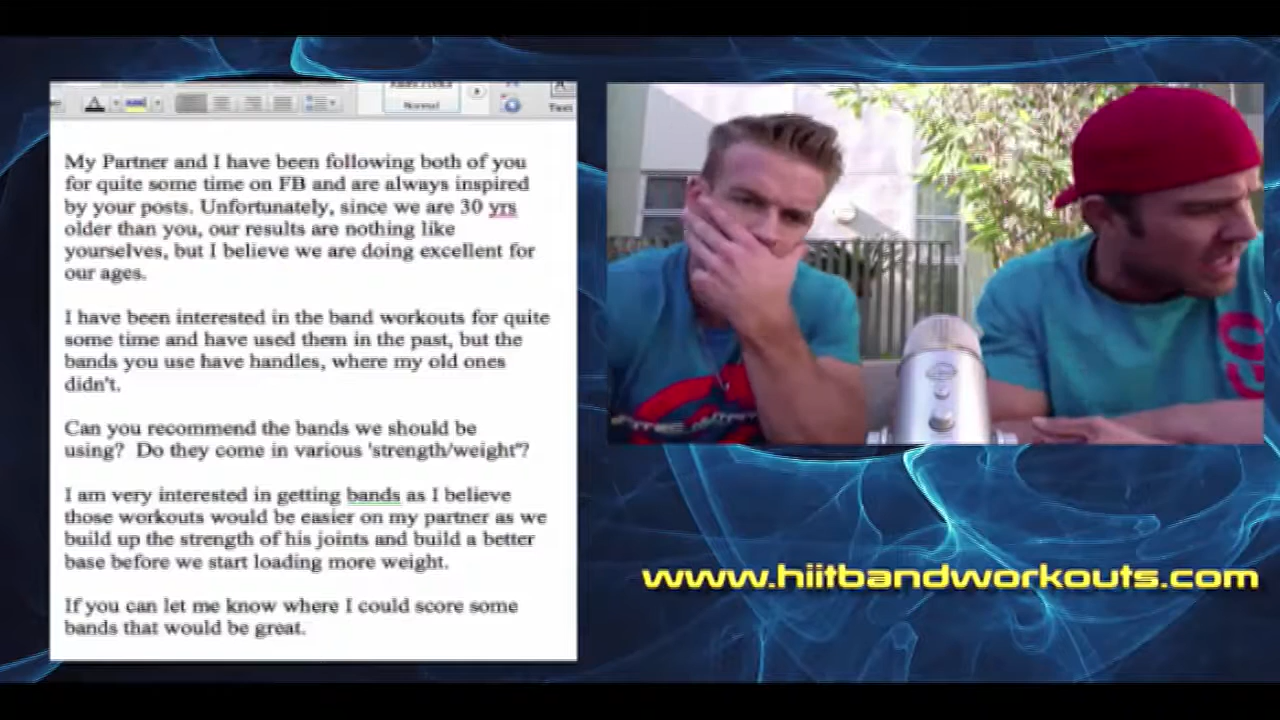 Normal
Text
My Partner and I have been following both of you
for quite some time on FB and are always inspired
by your posts. Unfortunately, since we are 30 yrs
older than you, our results are nothing like
yourselves, but I believe we are doing excellent for
our ages.
I have been interested in the band workouts for quite
some time and have used them in the past, but the
bands you use have handles, where my old ones
didn't.
Can you recommend the bands we should be
using? Do they come in various 'strength/weight"?
I am very interested in getting bands as I believe
those workouts would be easier on my partner as we
build up the strength of his joints and build a better
base before we start loading more weight.
If you can let me know where I could score some
bands that would be great.
GO
www.hiitbandworkouts.com